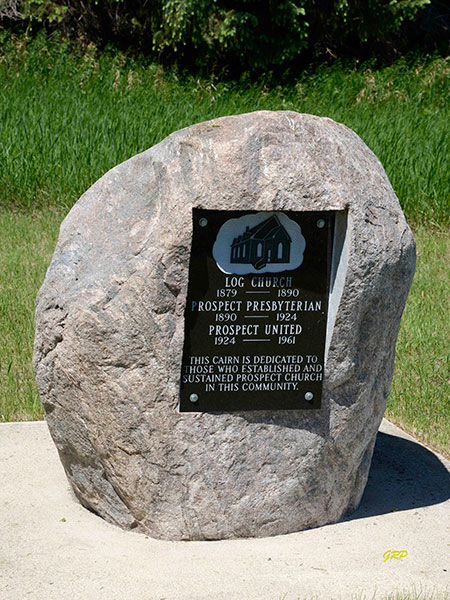 LOG CHURCH
1879 — 1890
PROSPECT PRESBYTERIAN
1890 — 1924
PROSPECT UNITED
1924 — 1961
THIS CAIRN IS DEDICATED TO
THOSE WHO ESTABLISHED AND
SUSTAINED PROSPECT CHURCH
IN THIS COMMUNITY.
GRP